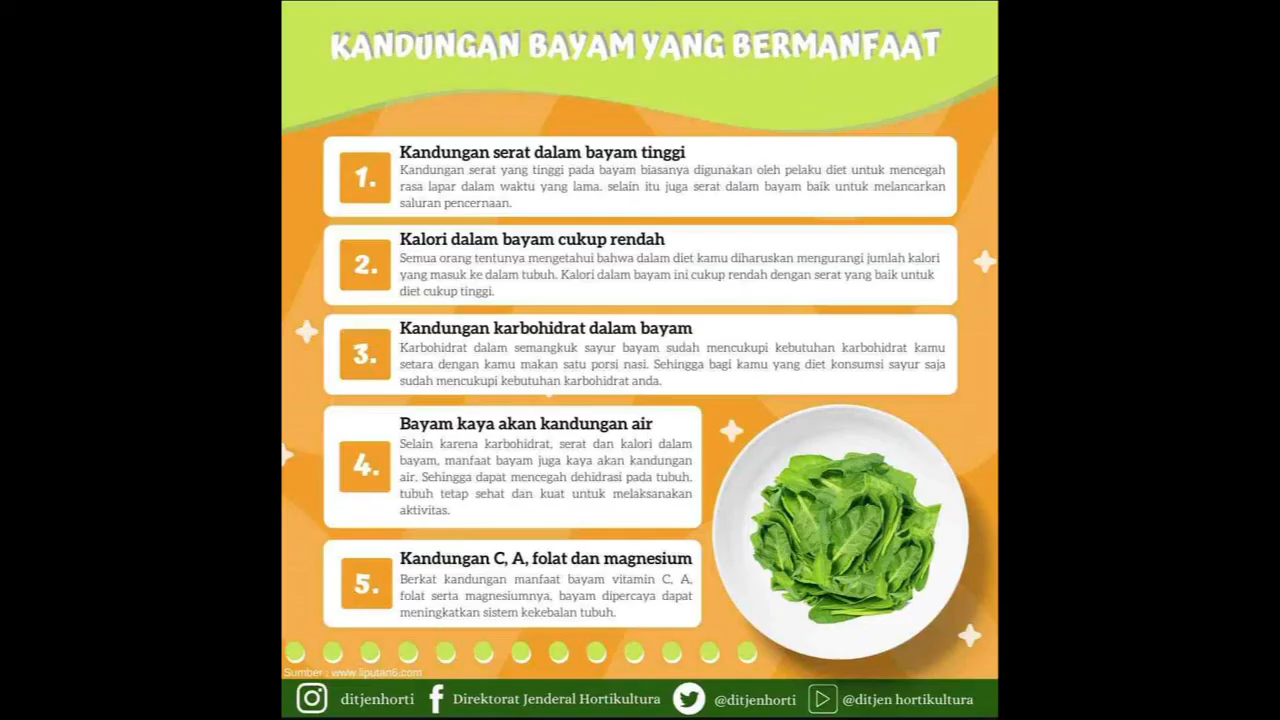 KANDUNGAN BAYAM YANG BERMANFAAT
1.
Kandungan serat dalam bayam tinggi
Kandungan serat yang tinggi pada bayam biasanya digunakan oleh pelaku diet untuk mencegah
rasa lapar dalam waktu yang lama. selain itu juga serat dalam bayam baik untuk melancarkan
saluran pencernaan.
2.
Kalori dalam bayam cukup rendah
Semua orang tentunya mengetahui bahwa dalam diet kamu diharuskan mengurangi jumlah kalori
yang masuk ke dalam tubuh. Kalori dalam bayam ini cukup rendah dengan serat yang baik untuk
diet cukup tinggi.
3.
Kandungan karbohidrat dalam bayam
Karbohidrat dalam semangkuk sayur bayam sudah mencukupi kebutuhan karbohidrat kamu
setara dengan kamu makan satu porsi nasi. Sehingga bagi kamu yang diet konsumsi sayur saja
sudah mencukupi kebutuhan karbohidrat anda.
4.
Bayam kaya akan kandungan air
Selain karena karbohidrat, serat dan kalori dalam
bayam, manfaat bayam juga kaya akan kandungan
air. Sehingga dapat mencegah dehidrasi pada tubuh,
tubuh tetap sehat dan kuat untuk melaksanakan
aktivitas.
5.
Kandungan C, A, folat dan magnesium
Berkat kandungan manfaat bayam vitamin C, A,
folat serta magnesiumnya, bayam dipercaya dapat
meningkatkan sistem kekebalan tubuh.
Sumber : www.liputan6.com
ditjenhorti Direktorat Jenderal Hortikultura @ditjenhorti @ditjen hortikultura